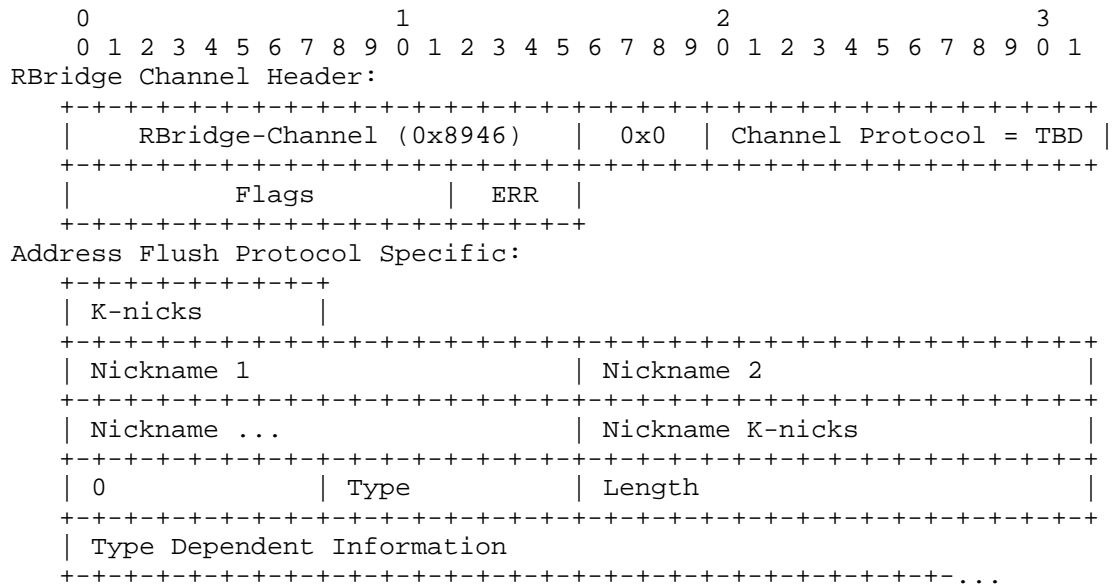 0                   1                   2                   3
0 1 2 3 4 5 6 7 8 9 0 1 2 3 4 5 6 7 8 9 0 1 2 3 4 5 6 7 8 9 0 1
RBridge Channel Header:
+-+-+-+-+-+-+-+-+-+-+-+-+-+-+-+-+-+-+-+-+-+-+-+-+-+-+-+-+-+-+-+-+
|    RBridge-Channel (0x8946)   |  0x0  | Channel Protocol = TBD |
+-+-+-+-+-+-+-+-+-+-+-+-+-+-+-+-+-+-+-+-+-+-+-+-+-+-+-+-+-+-+-+-+
|          Flags        |  ERR  |
+-+-+-+-+-+-+-+-+-+-+-+-+-+-+-+-+
Address Flush Protocol Specific:
+-+-+-+-+-+-+-+-+
| K-nicks       |
+-+-+-+-+-+-+-+-+-+-+-+-+-+-+-+-+-+-+-+-+-+-+-+-+-+-+-+-+-+-+-+-+
| Nickname 1                    | Nickname 2                    |
+-+-+-+-+-+-+-+-+-+-+-+-+-+-+-+-+-+-+-+-+-+-+-+-+-+-+-+-+-+-+-+-+
| Nickname ...                  | Nickname K-nicks              |
+-+-+-+-+-+-+-+-+-+-+-+-+-+-+-+-+-+-+-+-+-+-+-+-+-+-+-+-+-+-+-+-+
| 0             | Type          | Length                        |
+-+-+-+-+-+-+-+-+-+-+-+-+-+-+-+-+-+-+-+-+-+-+-+-+-+-+-+-+-+-+-+-+
| Type Dependent Information
+-+-+-+-+-+-+-+-+-+-+-+-+-+-+-+-+-+-+-+-+-+-+-+-+-+-+-+-...